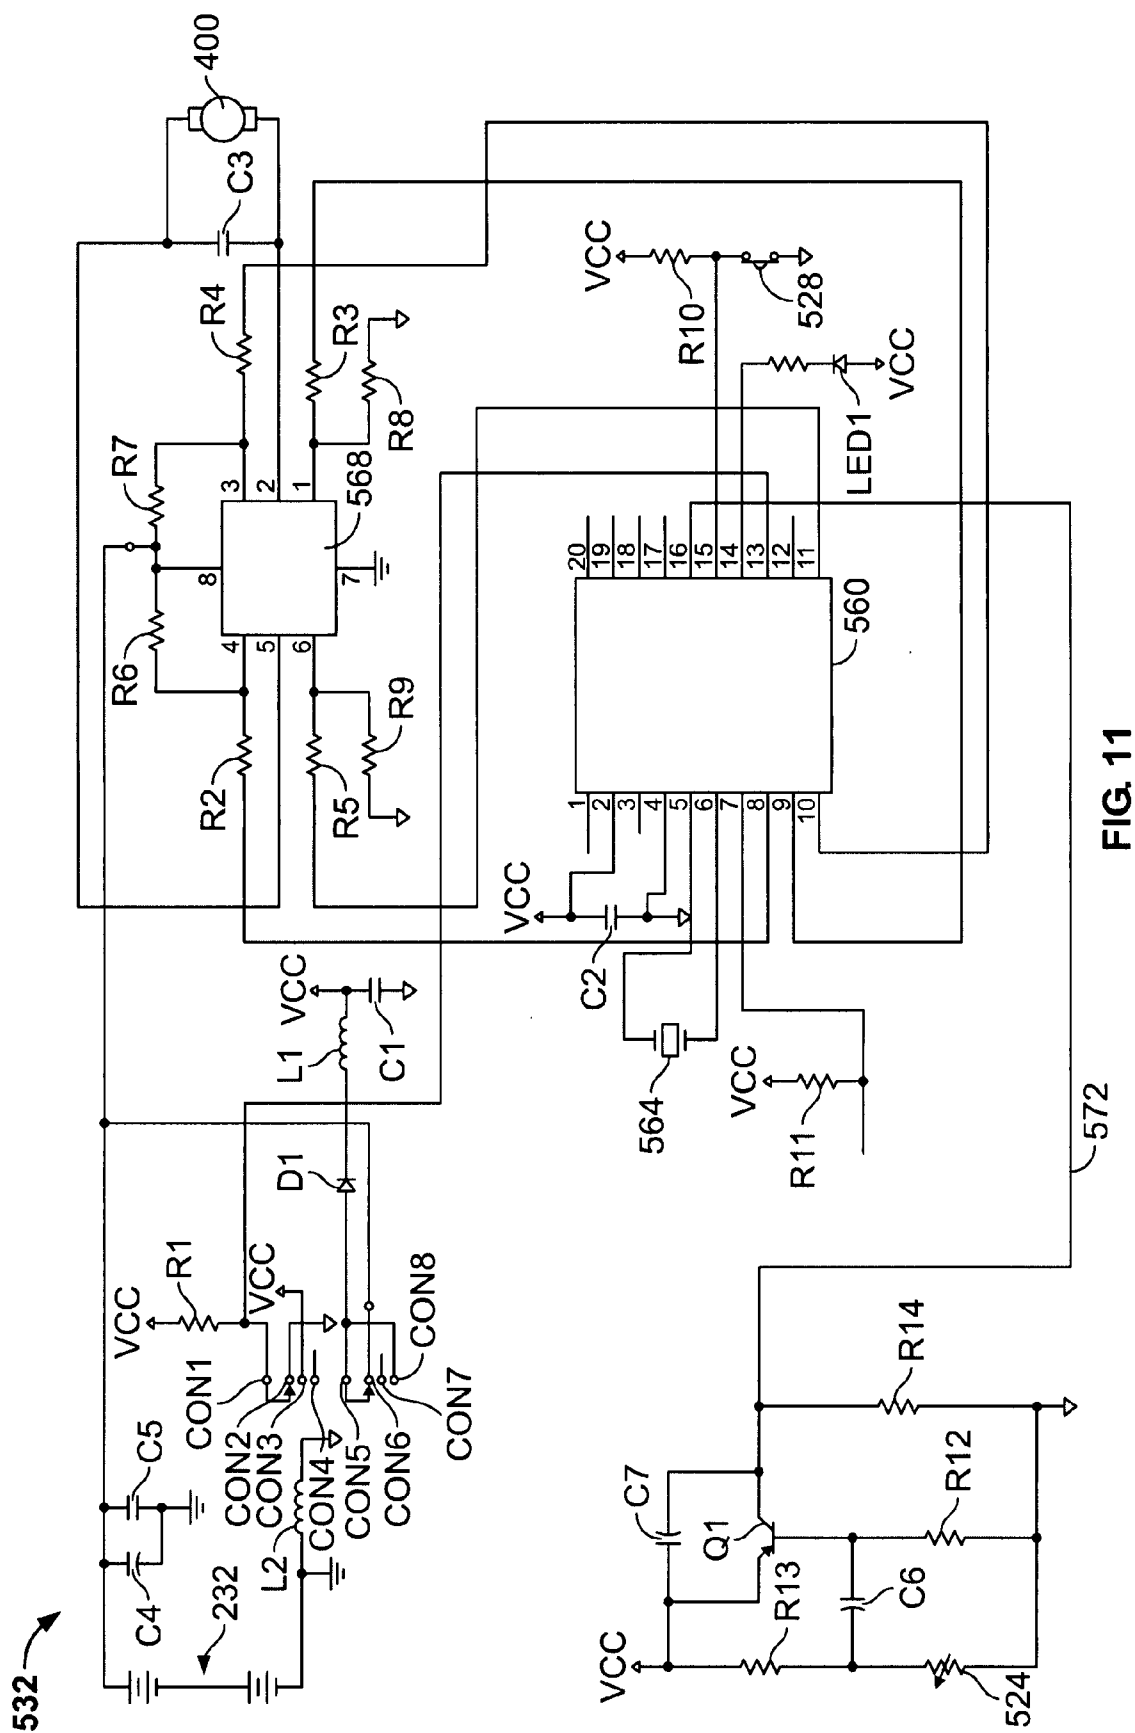 532
C4
C5
232
VCC
R1
CON1
CON2
CON3
CON4
CON5
CON6
CON7
CON8
L2
VCC
D1
L1
VCC
C1
R6
R7
R4
R2
R5
R9
R3
R8
C3
400
568
8
3
2
1
4
5
6
7
VCC
C2
564
VCC
R11
1
2
3
4
5
6
7
8
9
10
20
19
18
17
16
15
14
13
12
11
560
VCC
R10
528
LED1
VCC
572
VCC
C7
Q1
R13
C6
R12
R14
524
FIG. 11